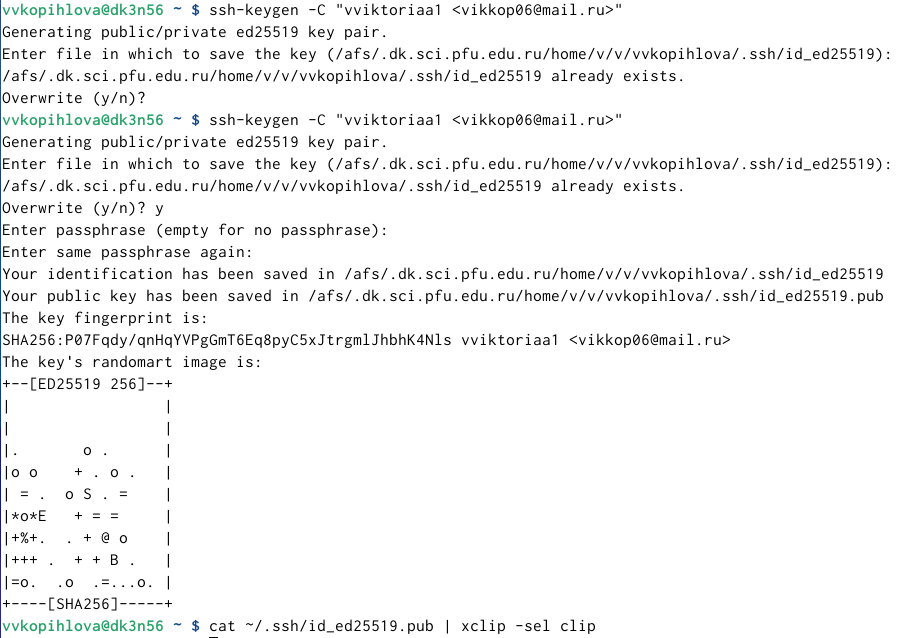 vvkopihlova@dk3n56 ~ $ ssh-keygen -C "vviktoriaa1 <vikkop06@mail.ru>"
Generating public/private ed25519 key pair.
Enter file in which to save the key (/afs/.dk.sci.pfu.edu.ru/home/v/v/vvkopihlova/.ssh/id_ed25519):
/afs/.dk.sci.pfu.edu.ru/home/v/v/vvkopihlova/.ssh/id_ed25519 already exists.
Overwrite (y/n)?
vvkopihlova@dk3n56 ~ $ ssh-keygen -C "vviktoriaa1 <vikkop06@mail.ru>"
Generating public/private ed25519 key pair.
Enter file in which to save the key (/afs/.dk.sci.pfu.edu.ru/home/v/v/vvkopihlova/.ssh/id_ed25519):
/afs/.dk.sci.pfu.edu.ru/home/v/v/vvkopihlova/.ssh/id_ed25519 already exists.
Overwrite (y/n)? y
Enter passphrase (empty for no passphrase):
Enter same passphrase again:
Your identification has been saved in /afs/.dk.sci.pfu.edu.ru/home/v/v/vvkopihlova/.ssh/id_ed25519
Your public key has been saved in /afs/.dk.sci.pfu.edu.ru/home/v/v/vvkopihlova/.ssh/id_ed25519.pub
The key fingerprint is:
SHA256:P07Fqdy/qnHqYVPgGmT6Eq8pyC5xJtrgmlJhbhK4Nls vviktoriaa1 <vikkop06@mail.ru>
The key's randomart image is:
+--[ED25519 256]--+
|                 |
|                 |
|.       o .      |
|o o    + . o .   |
| = .  o S . =    |
|*o*E   + = =     |
|+%+.  . + @ o    |
|+++ .  + + B .   |
|=o.  .o  .=...o. |
+----[SHA256]-----+
vvkopihlova@dk3n56 ~ $ cat ~/.ssh/id_ed25519.pub | xclip -sel clip